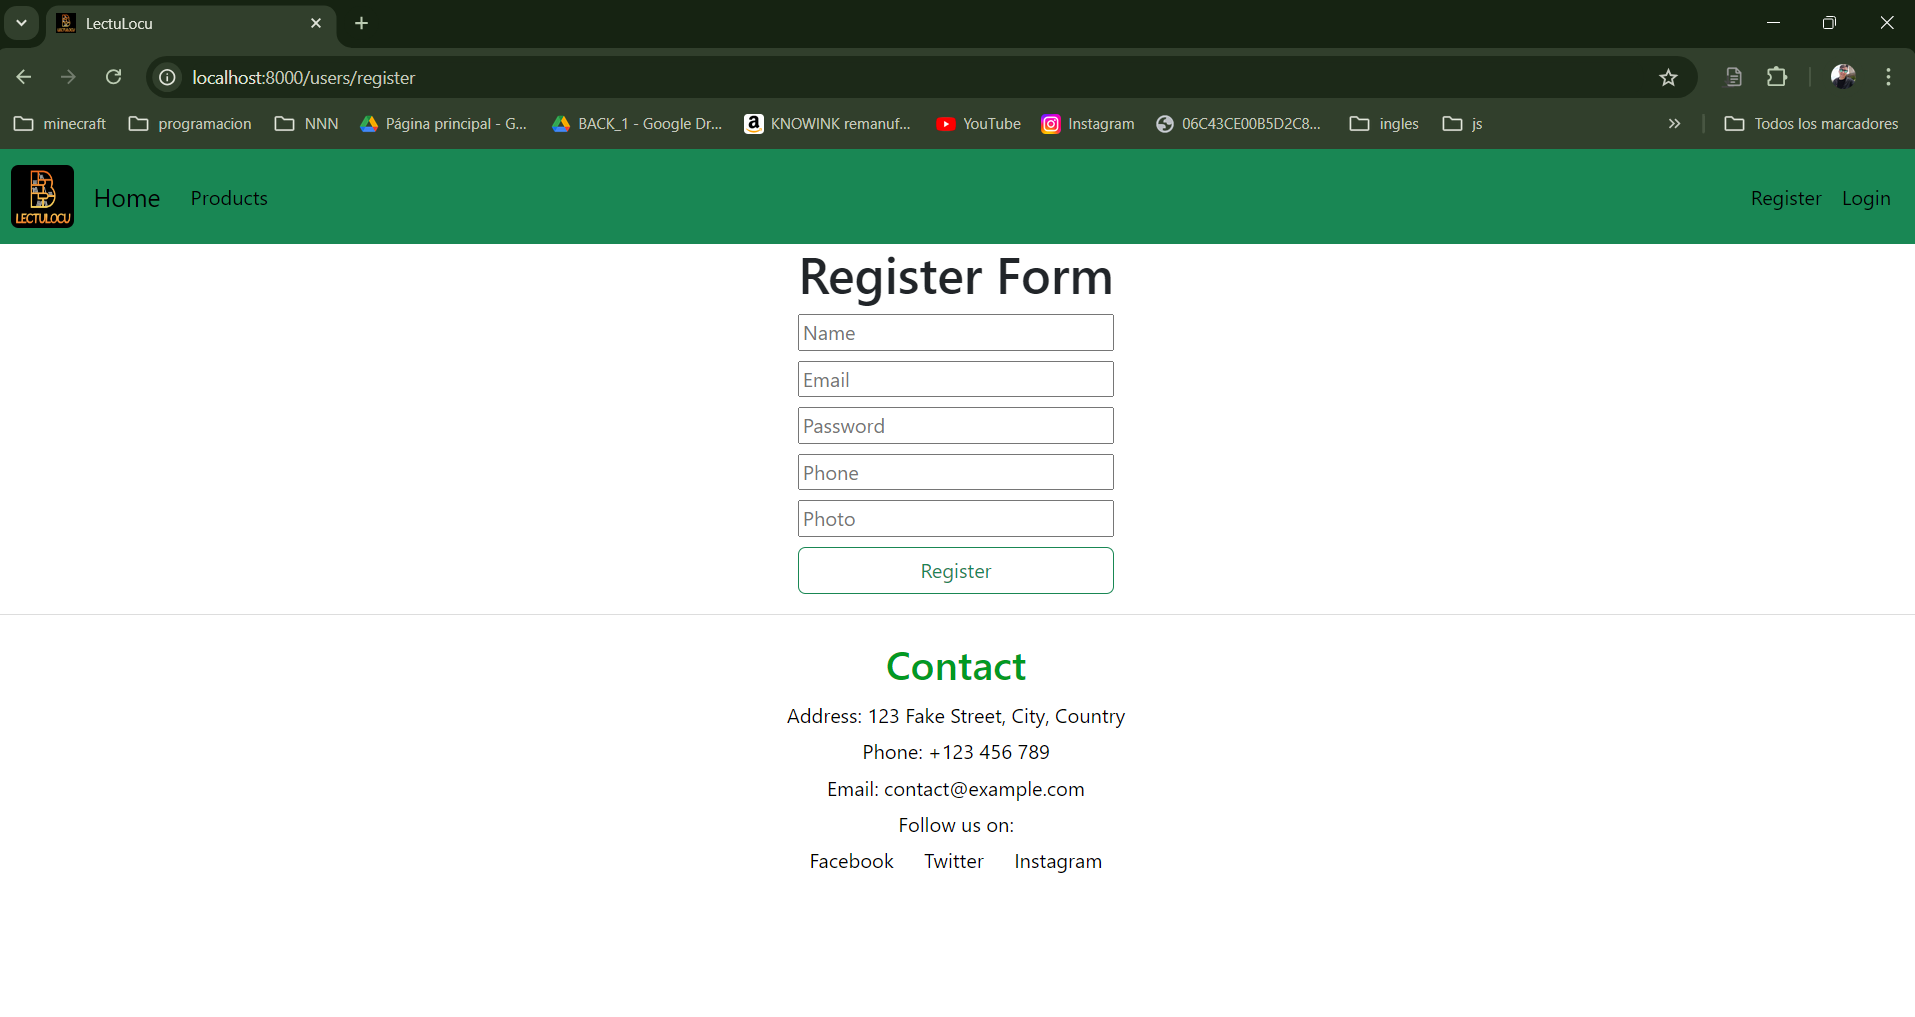 LectuLocu
localhost:8000/users/register
minecraft programacion NNN Página principal - G... BACK_1 - Google Dr... KNOWINK remanuf... YouTube Instagram 06C43CE00B5D2C8... ingles js Todos los marcadores
LECTULOCU Home Products Register Login
Register Form
Name
Email
Password
Phone
Photo
Register
Contact
Address: 123 Fake Street, City, Country
Phone: +123 456 789
Email: contact@example.com
Follow us on:
Facebook Twitter Instagram